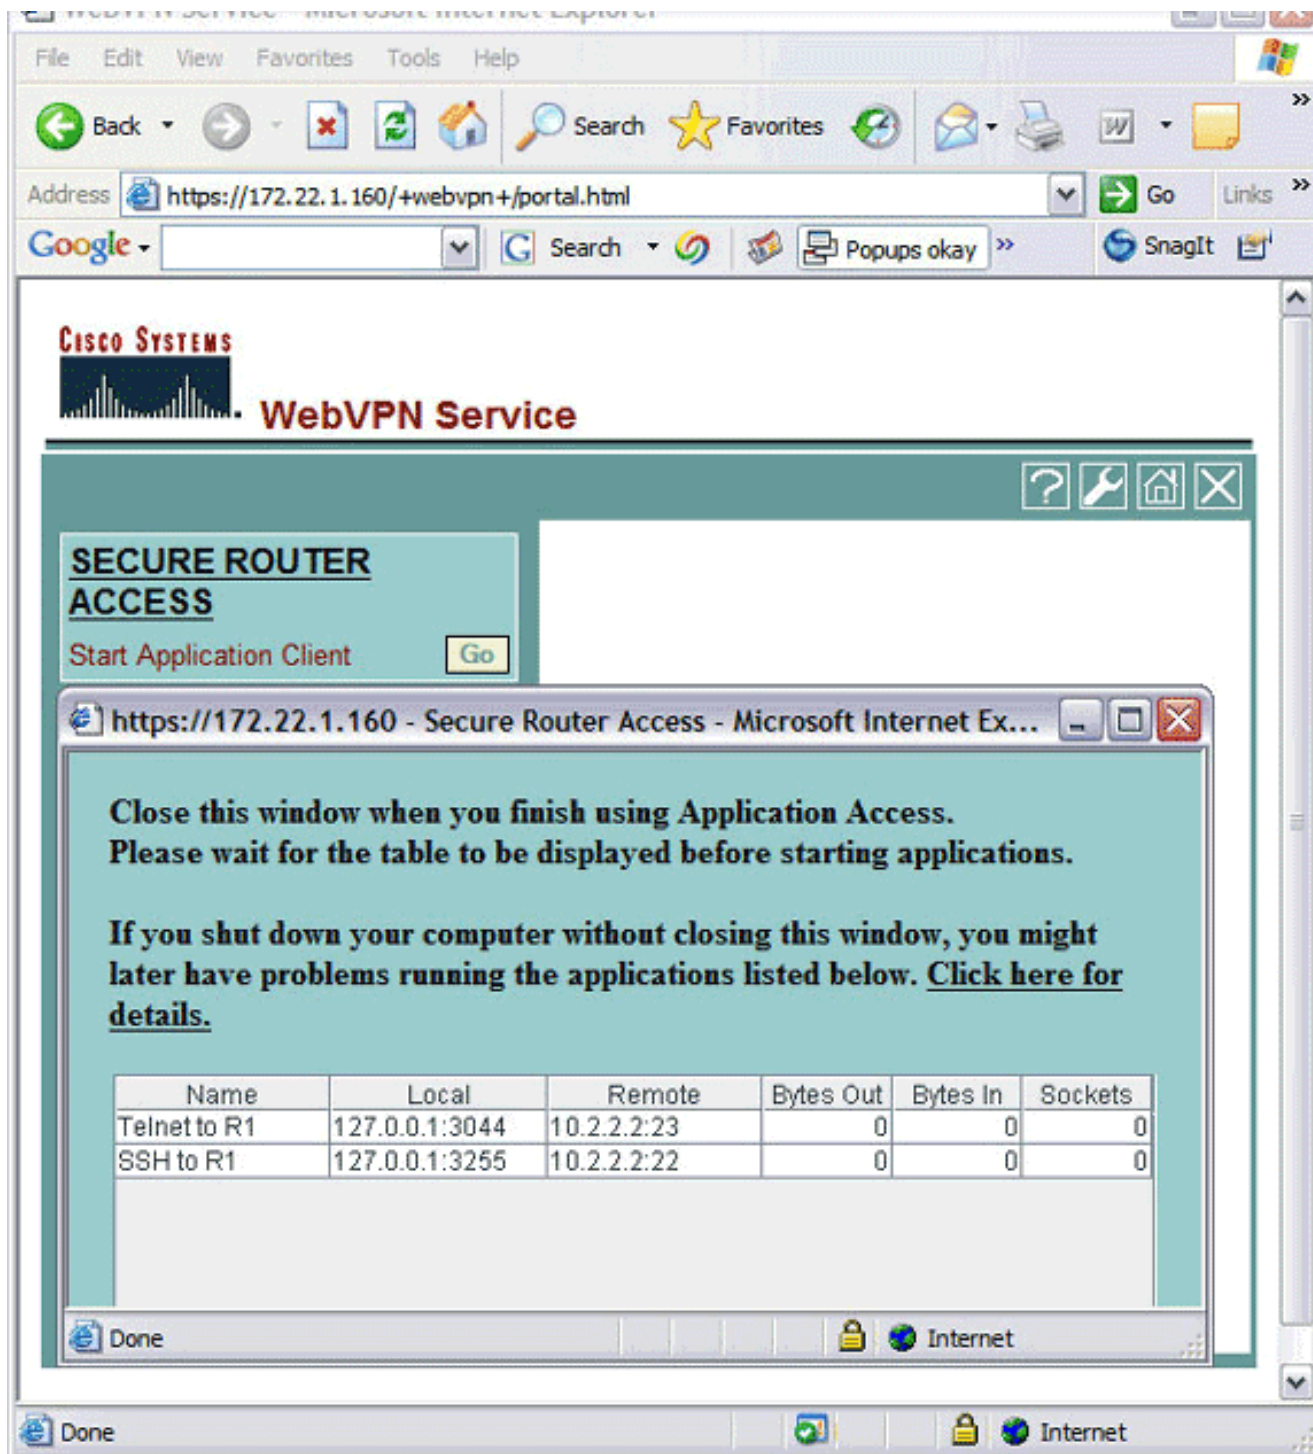 WebVPN Service - Microsoft Internet Explorer
File Edit View Favorites Tools Help
Back Search Favorites W »
Address https://172.22.1.160/+webvpn+/portal.html Go Links »
Google G Search Popups okay » SnagIt
CISCO SYSTEMS
WebVPN Service
?
SECURE ROUTER
ACCESS
Start Application Client Go
https://172.22.1.160 - Secure Router Access - Microsoft Internet Ex...
Close this window when you finish using Application Access.
Please wait for the table to be displayed before starting applications.
If you shut down your computer without closing this window, you might
later have problems running the applications listed below. Click here for
details.
Name Local Remote Bytes Out Bytes In Sockets
Telnet to R1 127.0.0.1:3044 10.2.2.2:23 0 0 0
SSH to R1 127.0.0.1:3255 10.2.2.2:22 0 0 0
Done Internet
Done Internet